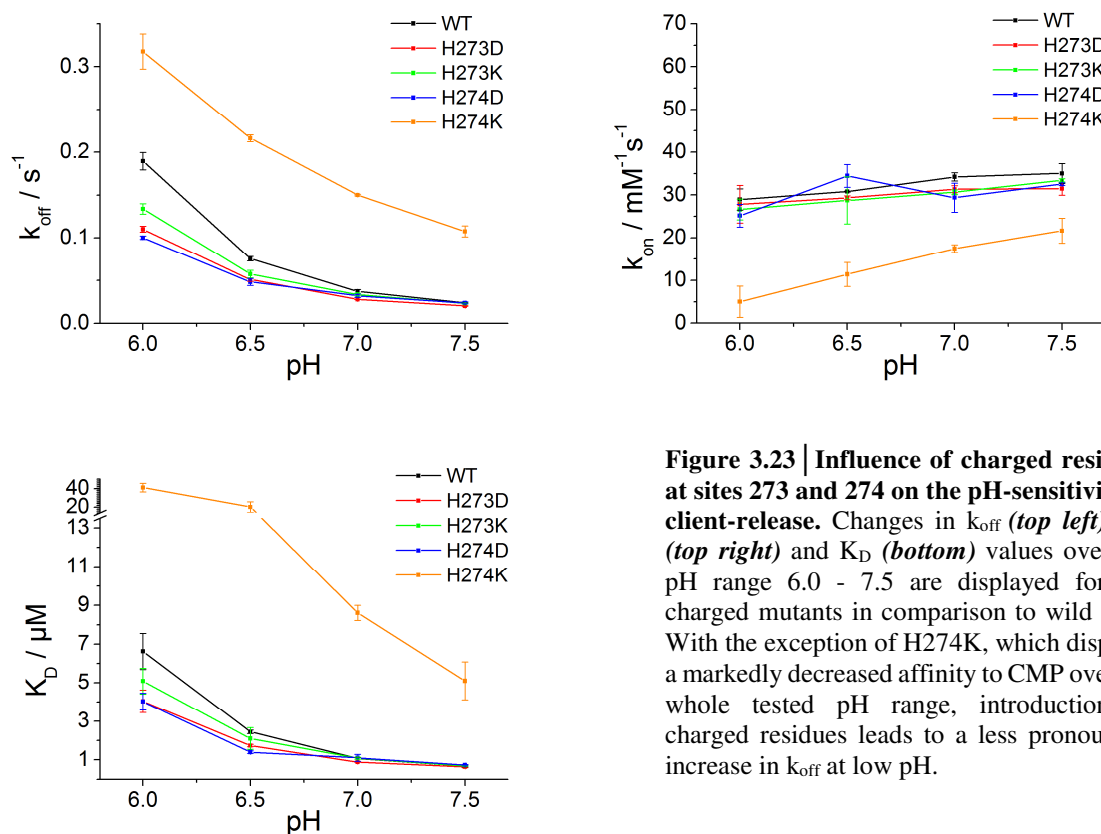 WT
H273D
H273K
H274D
H274K
0.3
0.2
0.1
0.0
k_off / s⁻¹
6.0 6.5 7.0 7.5
pH
WT
H273D
H273K
H274D
H274K
70
60
50
40
30
20
10
0
k_on / mM⁻¹s⁻¹
6.0 6.5 7.0 7.5
pH
WT
H273D
H273K
H274D
H274K
40
20
13
11
9
7
5
3
1
K_D / µM
6.0 6.5 7.0 7.5
pH
Figure 3.23 | Influence of charged resi
at sites 273 and 274 on the pH-sensitivi
client-release. Changes in k_off (top left)
(top right) and K_D (bottom) values over
pH range 6.0 - 7.5 are displayed for
charged mutants in comparison to wild
With the exception of H274K, which disp
a markedly decreased affinity to CMP over
whole tested pH range, introduction
charged residues leads to a less pronou
increase in k_off at low pH.